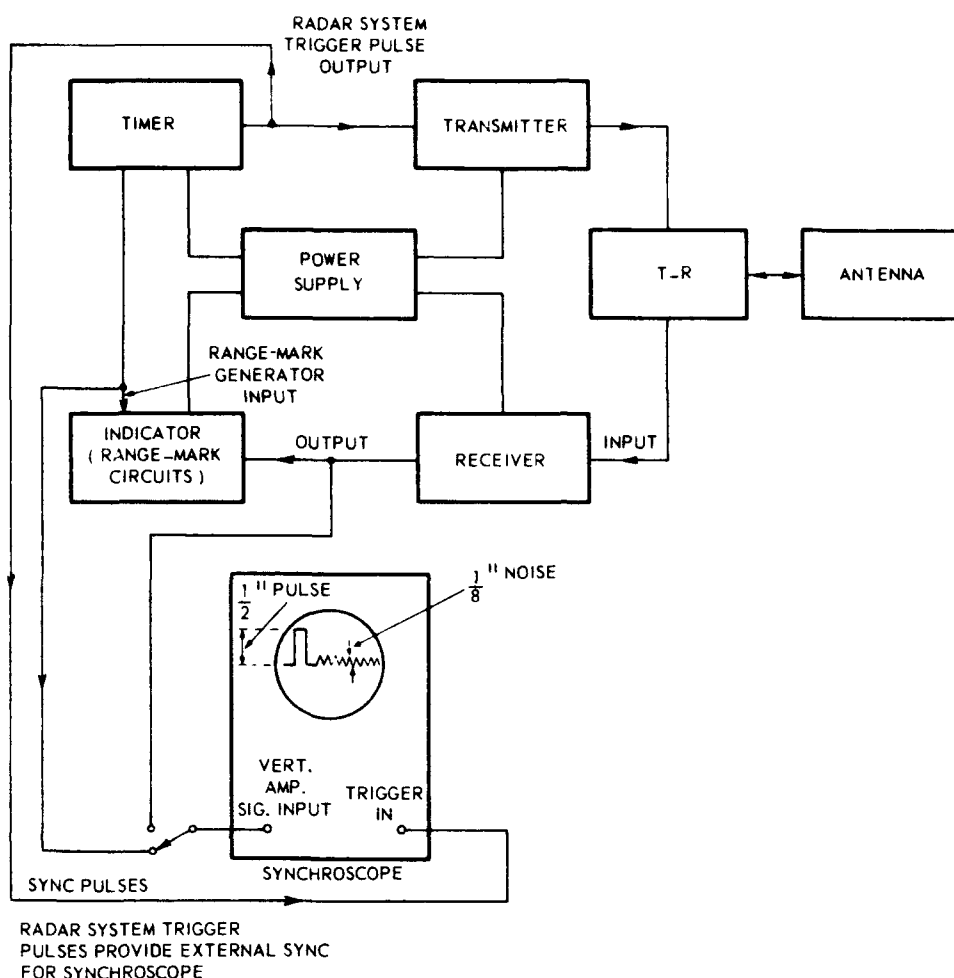 RADAR SYSTEM
TRIGGER PULSE
OUTPUT
TIMER
TRANSMITTER
POWER
SUPPLY
T-R
ANTENNA
RANGE-MARK
GENERATOR
INPUT
INDICATOR
( RANGE-MARK
CIRCUITS )
OUTPUT
RECEIVER
INPUT
1/2 " PULSE
1/8 " NOISE
VERT.
AMP.
SIG. INPUT
TRIGGER
IN
SYNCHROSCOPE
SYNC PULSES
RADAR SYSTEM TRIGGER
PULSES PROVIDE EXTERNAL SYNC
FOR SYNCHROSCOPE